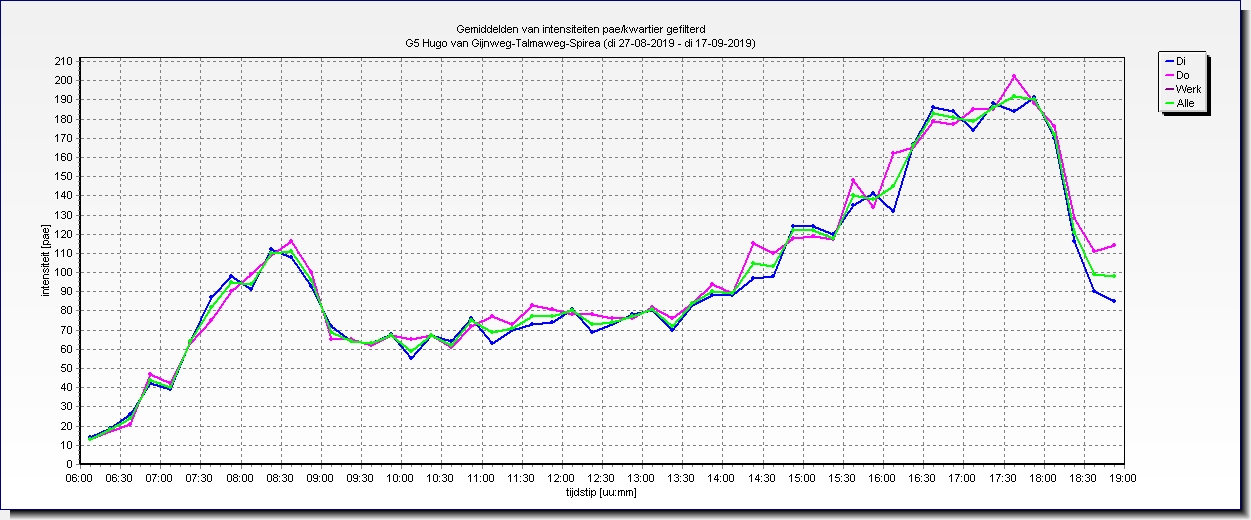 Gemiddelden van intensiteiten pae/kwartier gefilterd
G5 Hugo van Gijnweg-Talmaweg-Spirea (di 27-08-2019 - di 17-09-2019)
Di
Do
Werk
Alle
intensiteit [pae]
210
200
190
180
170
160
150
140
130
120
110
100
90
80
70
60
50
40
30
20
10
0
06:00 06:30 07:00 07:30 08:00 08:30 09:00 09:30 10:00 10:30 11:00 11:30 12:00 12:30 13:00 13:30 14:00 14:30 15:00 15:30 16:00 16:30 17:00 17:30 18:00 18:30 19:00
tijdstip [uu:mm]